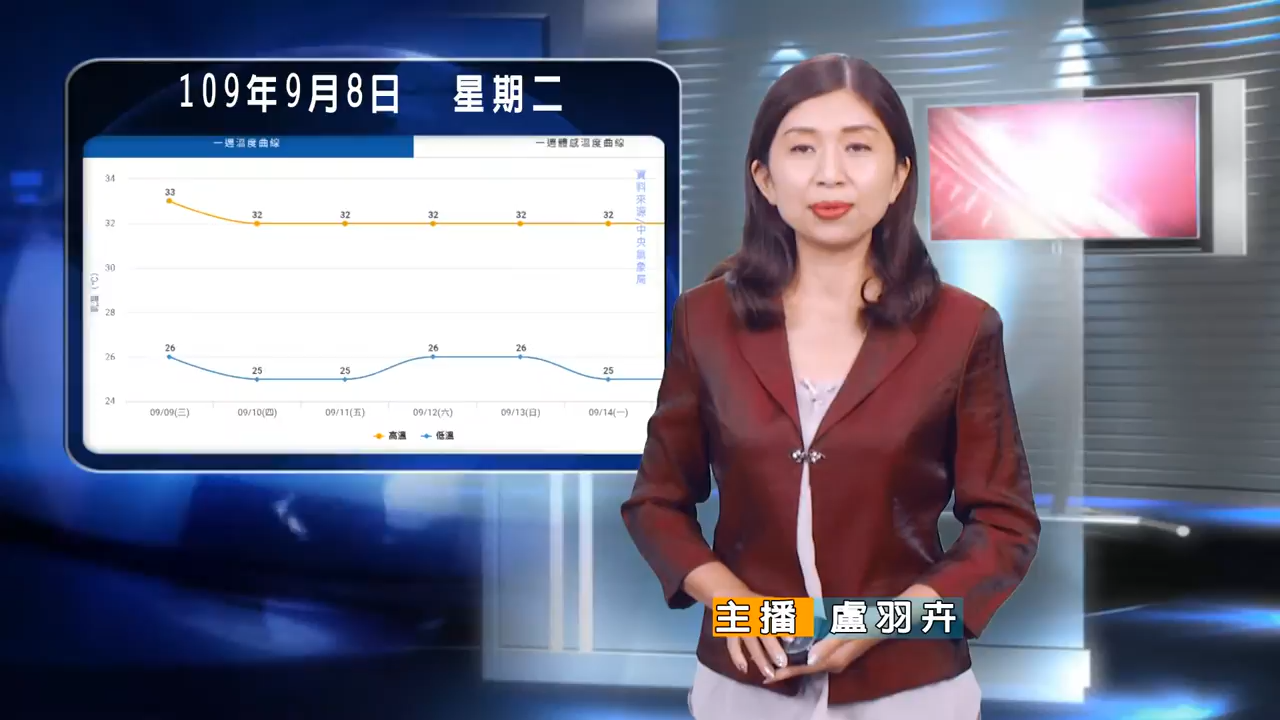 109年9月8日 星期二
一週溫度曲線 一週體感溫度曲線
34
32
30
28
26
24
氣溫 (℃)
33 32 32 32 32 32
26 25 25 26 26 25
09/09(三) 09/10(四) 09/11(五) 09/12(六) 09/13(日) 09/14(一)
高溫 低溫
資料來源/中央氣象局
主播 盧羽卉